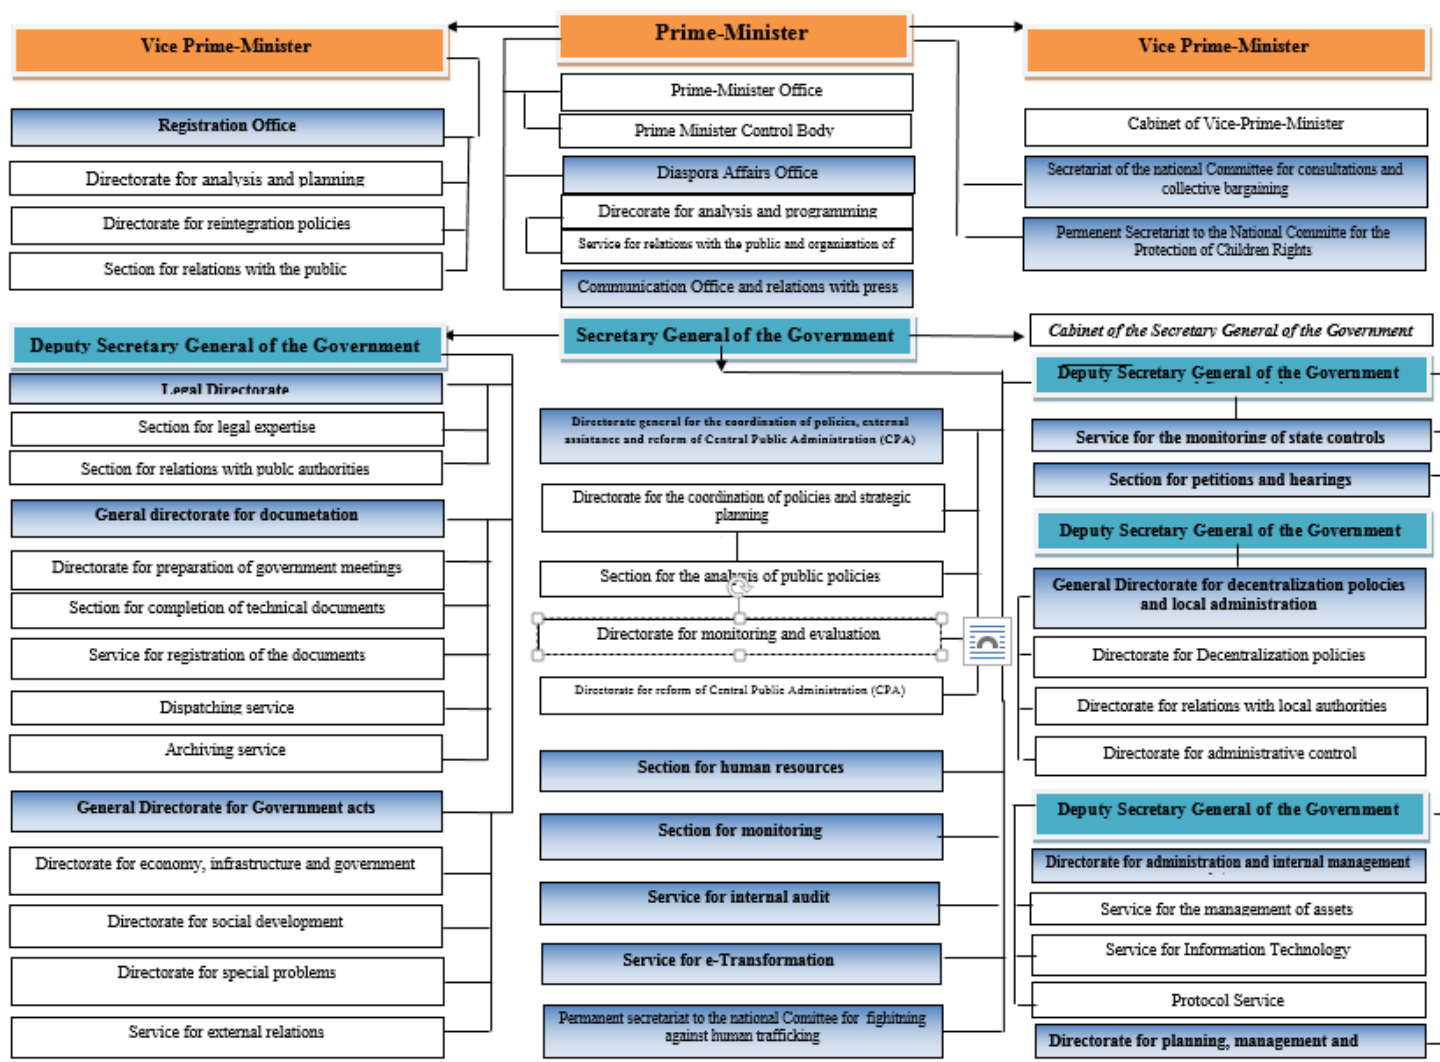 Vice Prime-Minister
Registration Office
Directorate for analysis and planning
Directorate for reintegration policies
Section for relations with the public
Prime-Minister
Prime-Minister Office
Prime Minister Control Body
Diaspora Affairs Office
Direcorate for analysis and programming
Service for relations with the public and organization of
Communication Office and relations with press
Vice Prime-Minister
Cabinet of Vice-Prime-Minister
Secretariat of the national Committee for consultations and
collective bargaining
Permenent Secretariat to the National Committe for the
Protection of Children Rights
Deputy Secretary General of the Government
Legal Directorate
Section for legal expertise
Section for relations with publc authorities
Gneral directorate for documetation
Directorate for preparation of government meetings
Section for completion of technical documents
Service for registration of the documents
Dispatching service
Archiving service
General Directorate for Government acts
Directorate for economy, infrastructure and government
Directorate for social development
Directorate for special problems
Service for external relations
Secretary General of the Government
Directorate general for the coordination of policies, external
assistance and reform of Central Public Administration (CPA)
Directorate for the coordination of policies and strategic
planning
Section for the analysis of public policies
Directorate for monitoring and evaluation
Directorate for reform of Central Public Administration (CPA)
Section for human resources
Section for monitoring
Service for internal audit
Service for e-Transformation
Permanent secretariat to the national Comittee for fighitning
against human trafficking
Cabinet of the Secretary General of the Government
Deputy Secretary General of the Government
Service for the monitoring of state controls
Section for petitions and hearings
Deputy Secretary General of the Government
General Directorate for decentralization polocies
and local administration
Directorate for Decentralization policies
Directorate for relations with local authorities
Directorate for administrative control
Deputy Secretary General of the Government
Directorate for administration and internal management
Service for the management of assets
Service for Information Technology
Protocol Service
Directorate for planning, management and